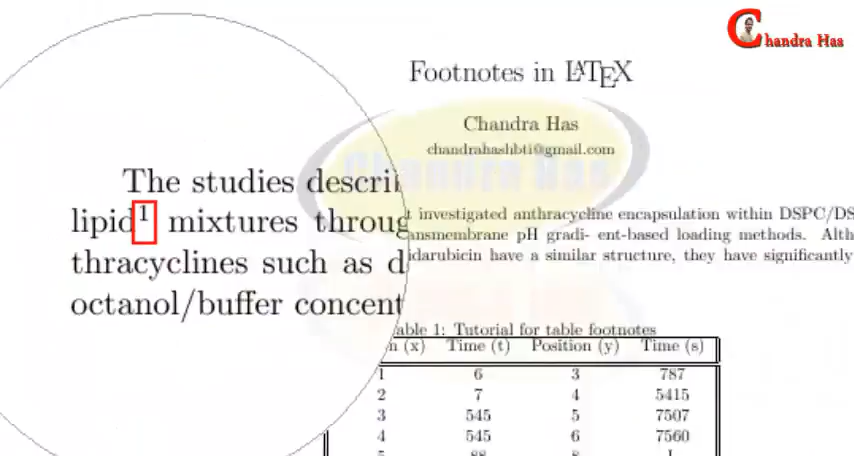 Chandra Has
Footnotes in LATEX
Chandra Has
chandrahashbti@gmail.com
Chandra Has
The studies descri
lipid¹ mixtures throug
thracyclines such as d
octanol/buffer concent
t investigated anthracycline encapsulation within DSPC/DS
ansmembrane pH gradi- ent-based loading methods. Alth
idarubicin have a similar structure, they have significantly
able 1: Tutorial for table footnotes
n (x) Time (t) Position (y) Time (s)
1 6 3 787
2 7 4 5415
3 545 5 7507
4 545 6 7560